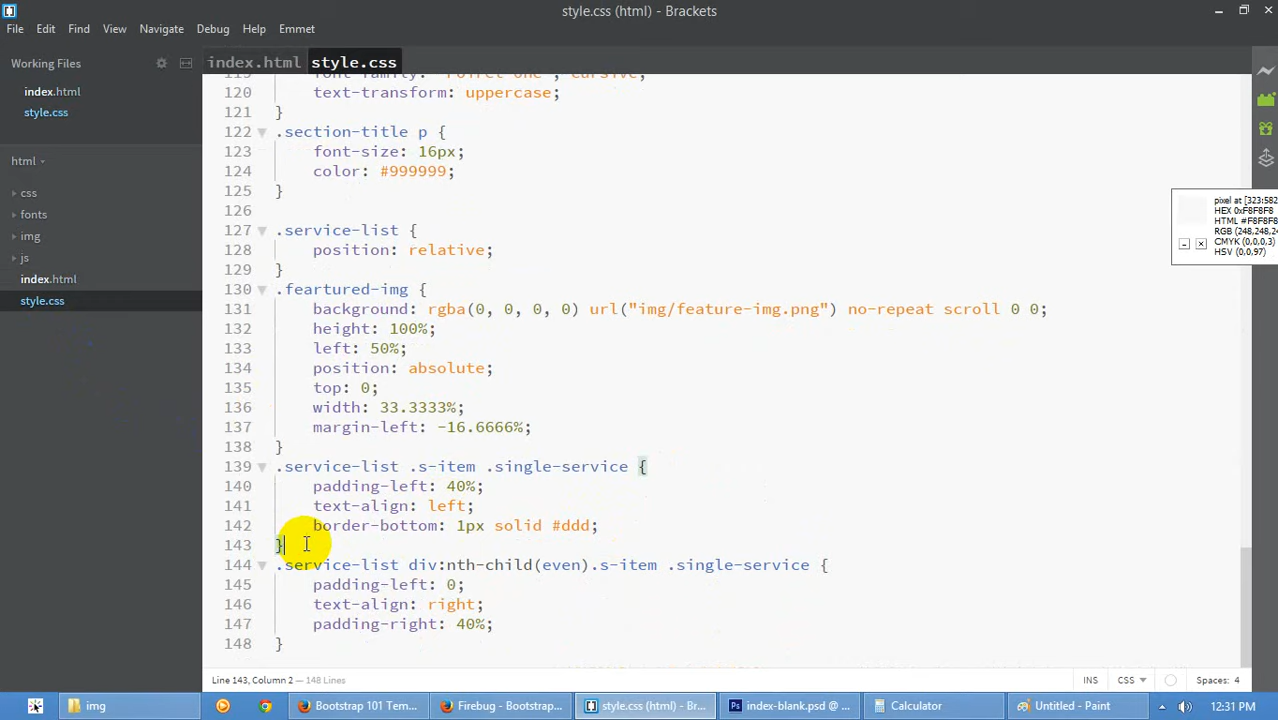 style.css (html) - Brackets
File Edit Find View Navigate Debug Help Emmet
Working Files
index.html
style.css
html
css
fonts
img
js
index.html
style.css
index.html style.css
119 font-family: "Poiret One", cursive;
120 text-transform: uppercase;
121 }
122 .section-title p {
123 font-size: 16px;
124 color: #999999;
125 }
126
127 .service-list {
128 position: relative;
129 }
130 .feartured-img {
131 background: rgba(0, 0, 0, 0) url("img/feature-img.png") no-repeat scroll 0 0;
132 height: 100%;
133 left: 50%;
134 position: absolute;
135 top: 0;
136 width: 33.3333%;
137 margin-left: -16.6666%;
138 }
139 .service-list .s-item .single-service {
140 padding-left: 40%;
141 text-align: left;
142 border-bottom: 1px solid #ddd;
143 }
144 .service-list div:nth-child(even).s-item .single-service {
145 padding-left: 0;
146 text-align: right;
147 padding-right: 40%;
148 }
pixel at [323:582
HEX 0xF8F8F8
HTML #F8F8F8
RGB (248,248,24
CMYK (0,0,0,3)
HSV (0,0,97)
Line 143, Column 2 — 148 Lines
INS CSS Spaces: 4
img Bootstrap 101 Tem... Firebug - Bootstrap... style.css (html) - Br... index-blank.psd @ ... Calculator Untitled - Paint 12:31 PM